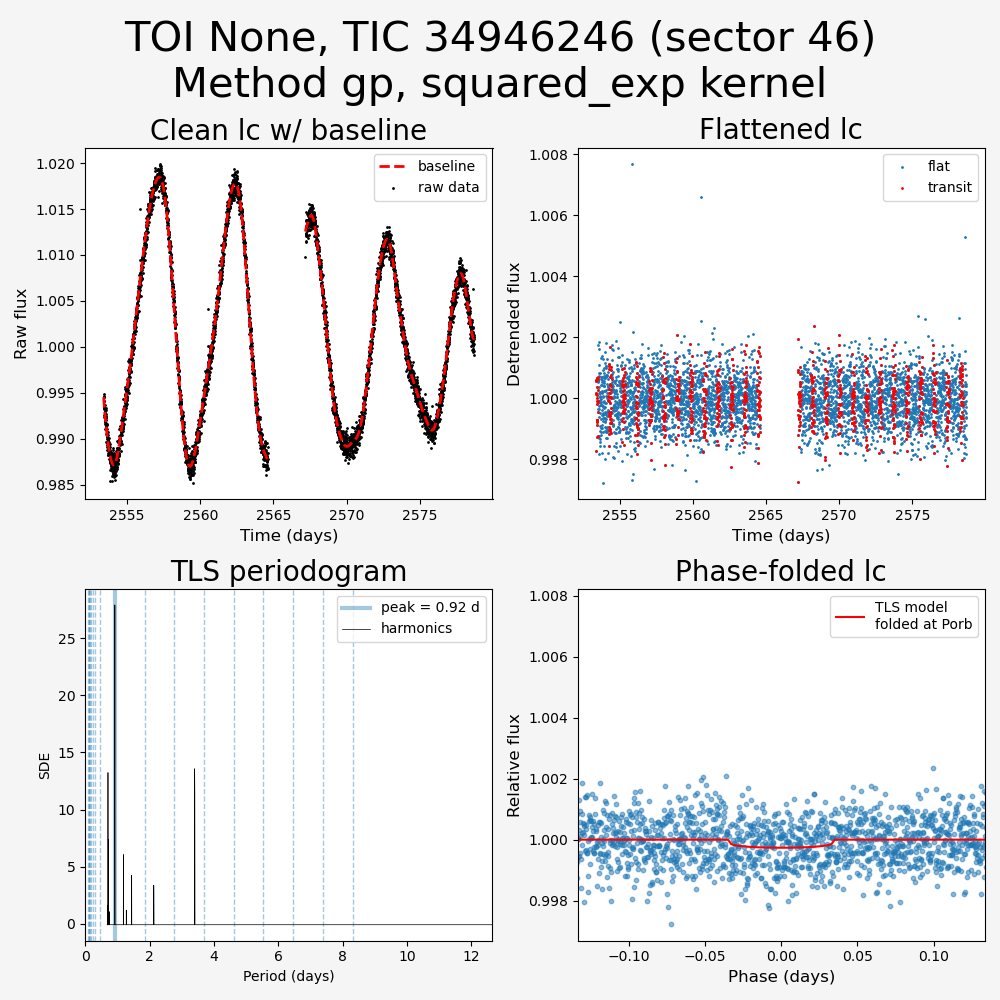 TOI None, TIC 34946246 (sector 46)
Method gp, squared_exp kernel
Clean lc w/ baseline
Raw flux
1.020
1.015
1.010
1.005
1.000
0.995
0.990
0.985
baseline
raw data
2555 2560 2565 2570 2575
Time (days)
Flattened lc
Detrended flux
1.008
1.006
1.004
1.002
1.000
0.998
flat
transit
2555 2560 2565 2570 2575
Time (days)
TLS periodogram
SDE
25
20
15
10
5
0
peak = 0.92 d
harmonics
0 2 4 6 8 10 12
Period (days)
Phase-folded lc
Relative flux
1.008
1.006
1.004
1.002
1.000
0.998
TLS model
folded at Porb
−0.10 −0.05 0.00 0.05 0.10
Phase (days)